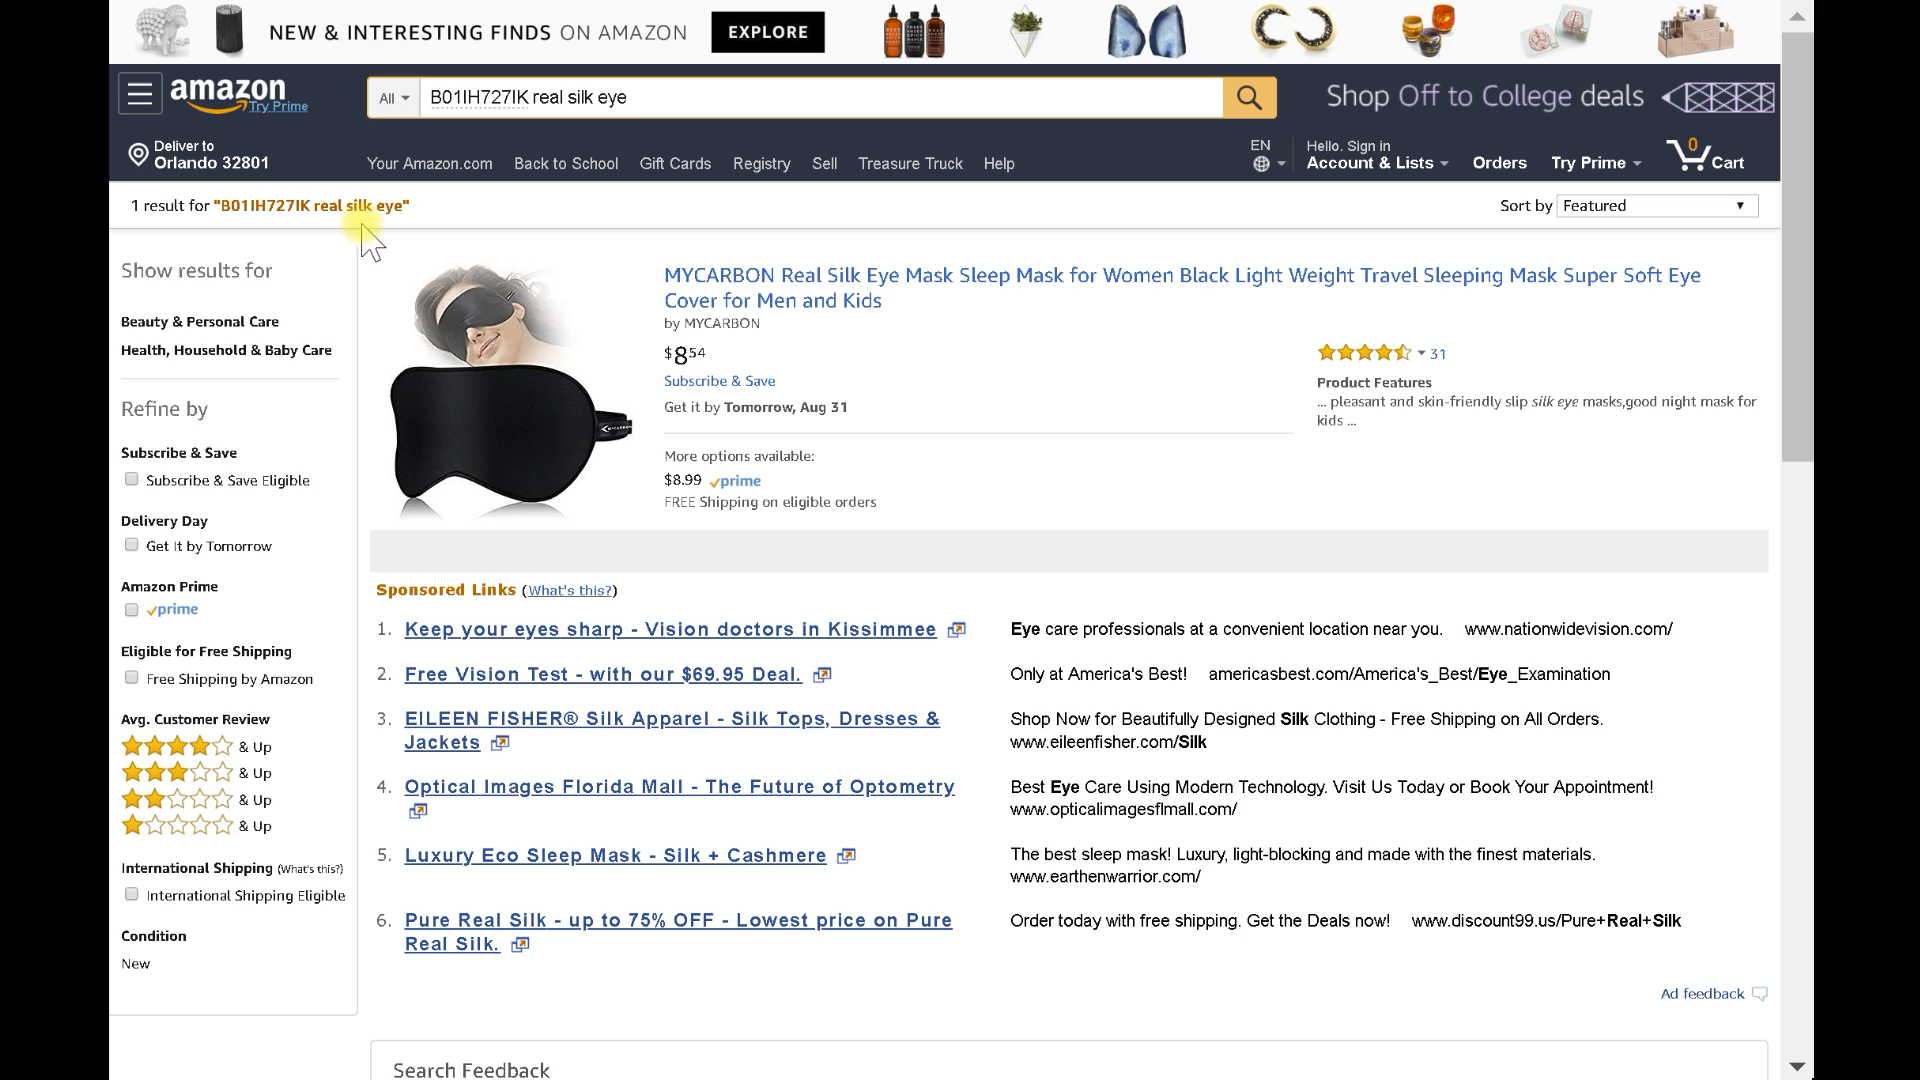 NEW & INTERESTING FINDS ON AMAZON EXPLORE
amazon
Try Prime
All B01IH727IK real silk eye
Shop Off to College deals
Deliver to
Orlando 32801
Your Amazon.com Back to School Gift Cards Registry Sell Treasure Truck Help
EN
Hello. Sign in
Account & Lists Orders Try Prime 0 Cart
1 result for "B01IH727IK real silk eye"
Sort by Featured
Show results for
Beauty & Personal Care
Health, Household & Baby Care
Refine by
Subscribe & Save
Subscribe & Save Eligible
Delivery Day
Get It by Tomorrow
Amazon Prime
prime
Eligible for Free Shipping
Free Shipping by Amazon
Avg. Customer Review
& Up
& Up
& Up
& Up
International Shipping (What's this?)
International Shipping Eligible
Condition
New
MYCARBON
MYCARBON Real Silk Eye Mask Sleep Mask for Women Black Light Weight Travel Sleeping Mask Super Soft Eye
Cover for Men and Kids
by MYCARBON
$8 54
Subscribe & Save
Get it by Tomorrow, Aug 31
More options available:
$8.99 prime
FREE Shipping on eligible orders
31
Product Features
... pleasant and skin-friendly slip silk eye masks,good night mask for
kids ...
Sponsored Links (What's this?)
1. Keep your eyes sharp - Vision doctors in Kissimmee
Eye care professionals at a convenient location near you. www.nationwidevision.com/
2. Free Vision Test - with our $69.95 Deal.
Only at America's Best! americasbest.com/America's_Best/Eye_Examination
3. EILEEN FISHER® Silk Apparel - Silk Tops, Dresses &
Jackets
Shop Now for Beautifully Designed Silk Clothing - Free Shipping on All Orders.
www.eileenfisher.com/Silk
4. Optical Images Florida Mall - The Future of Optometry
Best Eye Care Using Modern Technology. Visit Us Today or Book Your Appointment!
www.opticalimagesflmall.com/
5. Luxury Eco Sleep Mask - Silk + Cashmere
The best sleep mask! Luxury, light-blocking and made with the finest materials.
www.earthenwarrior.com/
6. Pure Real Silk - up to 75% OFF - Lowest price on Pure
Real Silk.
Order today with free shipping. Get the Deals now! www.discount99.us/Pure+Real+Silk
Ad feedback
Search Feedback